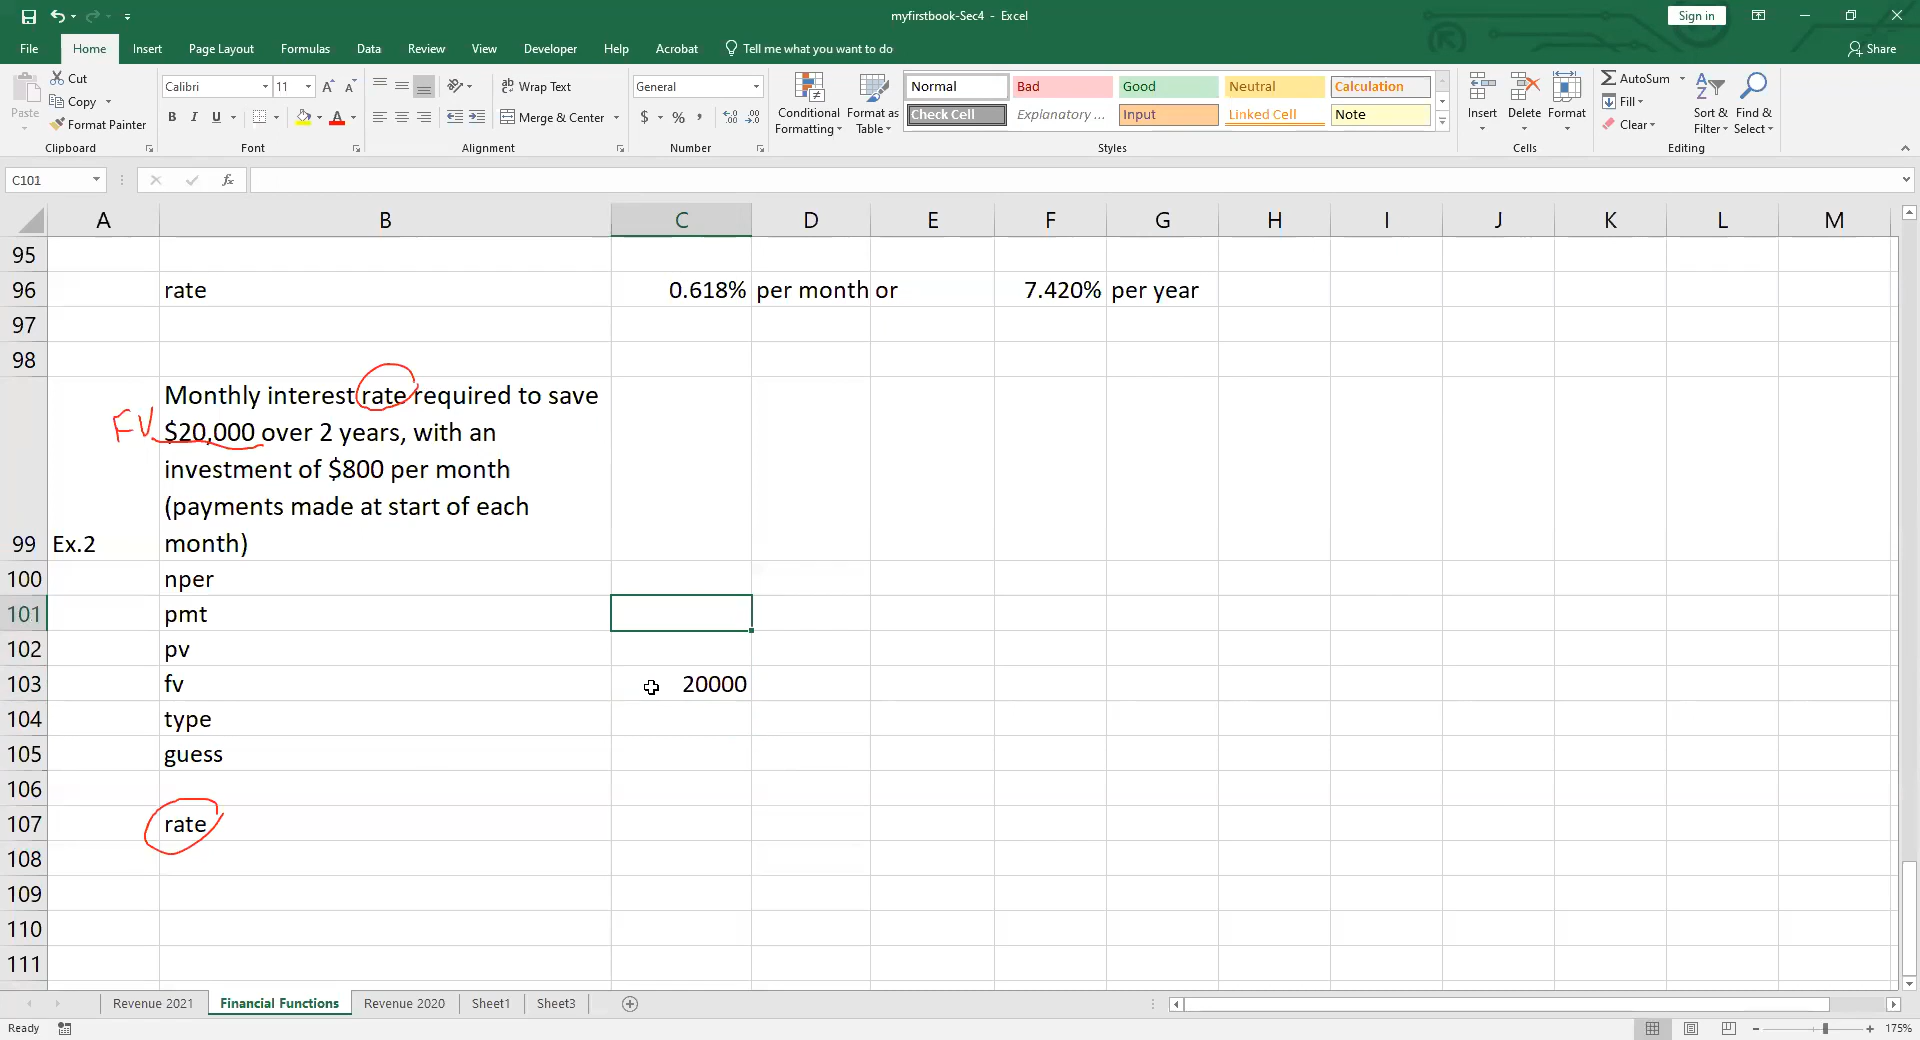 myfirstbook-Sec4 - Excel
Sign in
File Home Insert Page Layout Formulas Data Review View Developer Help Acrobat Tell me what you want to do Share
Paste
Cut
Copy
Format Painter
Clipboard
Calibri 11 A A
B I U A
Font
ab Wrap Text
Merge & Center
Alignment
General
$ % ,
Number
Conditional Formatting
Format as Table
Normal Bad Good Neutral Calculation
Check Cell Explanatory ... Input Linked Cell Note
Styles
Insert Delete Format
Cells
AutoSum
Fill
Clear
Sort & Filter
Find & Select
Editing
C101 fx
A B C D E F G H I J K L M
95
96 rate 0.618% per month or 7.420% per year
97
98
Monthly interest rate required to save
FV $20,000 over 2 years, with an
investment of $800 per month
(payments made at start of each
99 Ex.2 month)
100 nper
101 pmt
102 pv
103 fv 20000
104 type
105 guess
106
107 rate
108
109
110
111
Revenue 2021 Financial Functions Revenue 2020 Sheet1 Sheet3
Ready 175%